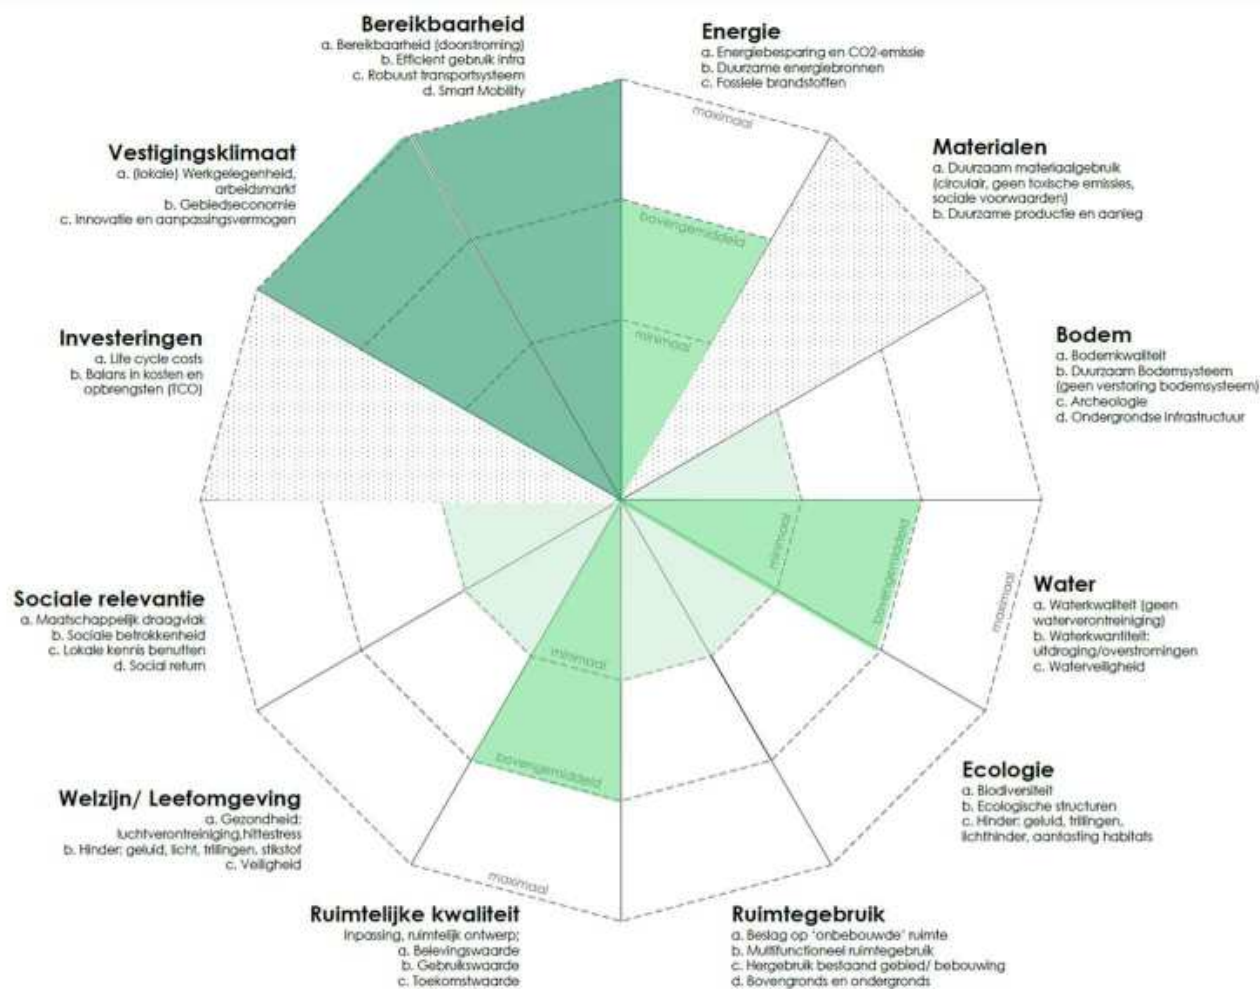 Bereikbaarheid
a. Bereikbaarheid (doorstroming)
b. Efficient gebruik infra
c. Robuust transportsysteem
d. Smart Mobility
Energie
a. Energiebesparing en CO2-emissie
b. Duurzame energiebronnen
c. Fossiele brandstoffen
Vestigingsklimaat
a. (lokale) Werkgelegenheid,
arbeidsmarkt
b. Gebiedseconomie
c. Innovatie en aanpassingsvermogen
Materialen
a. Duurzaam materiaalgebruik
(circulair, geen toxische emissies,
sociale voorwaarden)
b. Duurzame productie en aanleg
Investeringen
a. Life cycle costs
b. Balans in kosten en
opbrengsten (TCO)
Bodem
a. Bodemkwaliteit
b. Duurzaam Bodemsysteem
(geen verstoring bodemsysteem)
c. Archeologie
d. Ondergrondse infrastructuur
maximaal
bovengemiddeld
minimaal
minimaal
bovengemiddeld
maximaal
Sociale relevantie
a. Maatschappelijk draagvlak
b. Sociale betrokkenheid
c. Lokale kennis benutten
d. Social return
Water
a. Waterkwaliteit (geen
waterverontreiniging)
b. Waterkwantiteit:
uitdroging/overstromingen
c. Waterveiligheid
minimaal
bovengemiddeld
maximaal
Welzijn/ Leefomgeving
a. Gezondheid:
luchtverontreiniging,hittestress
b. Hinder: geluid, licht, trillingen, stikstof
c. Veiligheid
Ecologie
a. Biodiversiteit
b. Ecologische structuren
c. Hinder: geluid, trillingen,
lichthinder, aantasting habitats
Ruimtelijke kwaliteit
Inpassing, ruimtelijk ontwerp;
a. Belevingswaarde
b. Gebruikswaarde
c. Toekomstwaarde
Ruimtegebruik
a. Beslag op 'onbebouwde' ruimte
b. Multifunctioneel ruimtegebruik
c. Hergebruik bestaand gebied/ bebouwing
d. Bovengronds en ondergronds